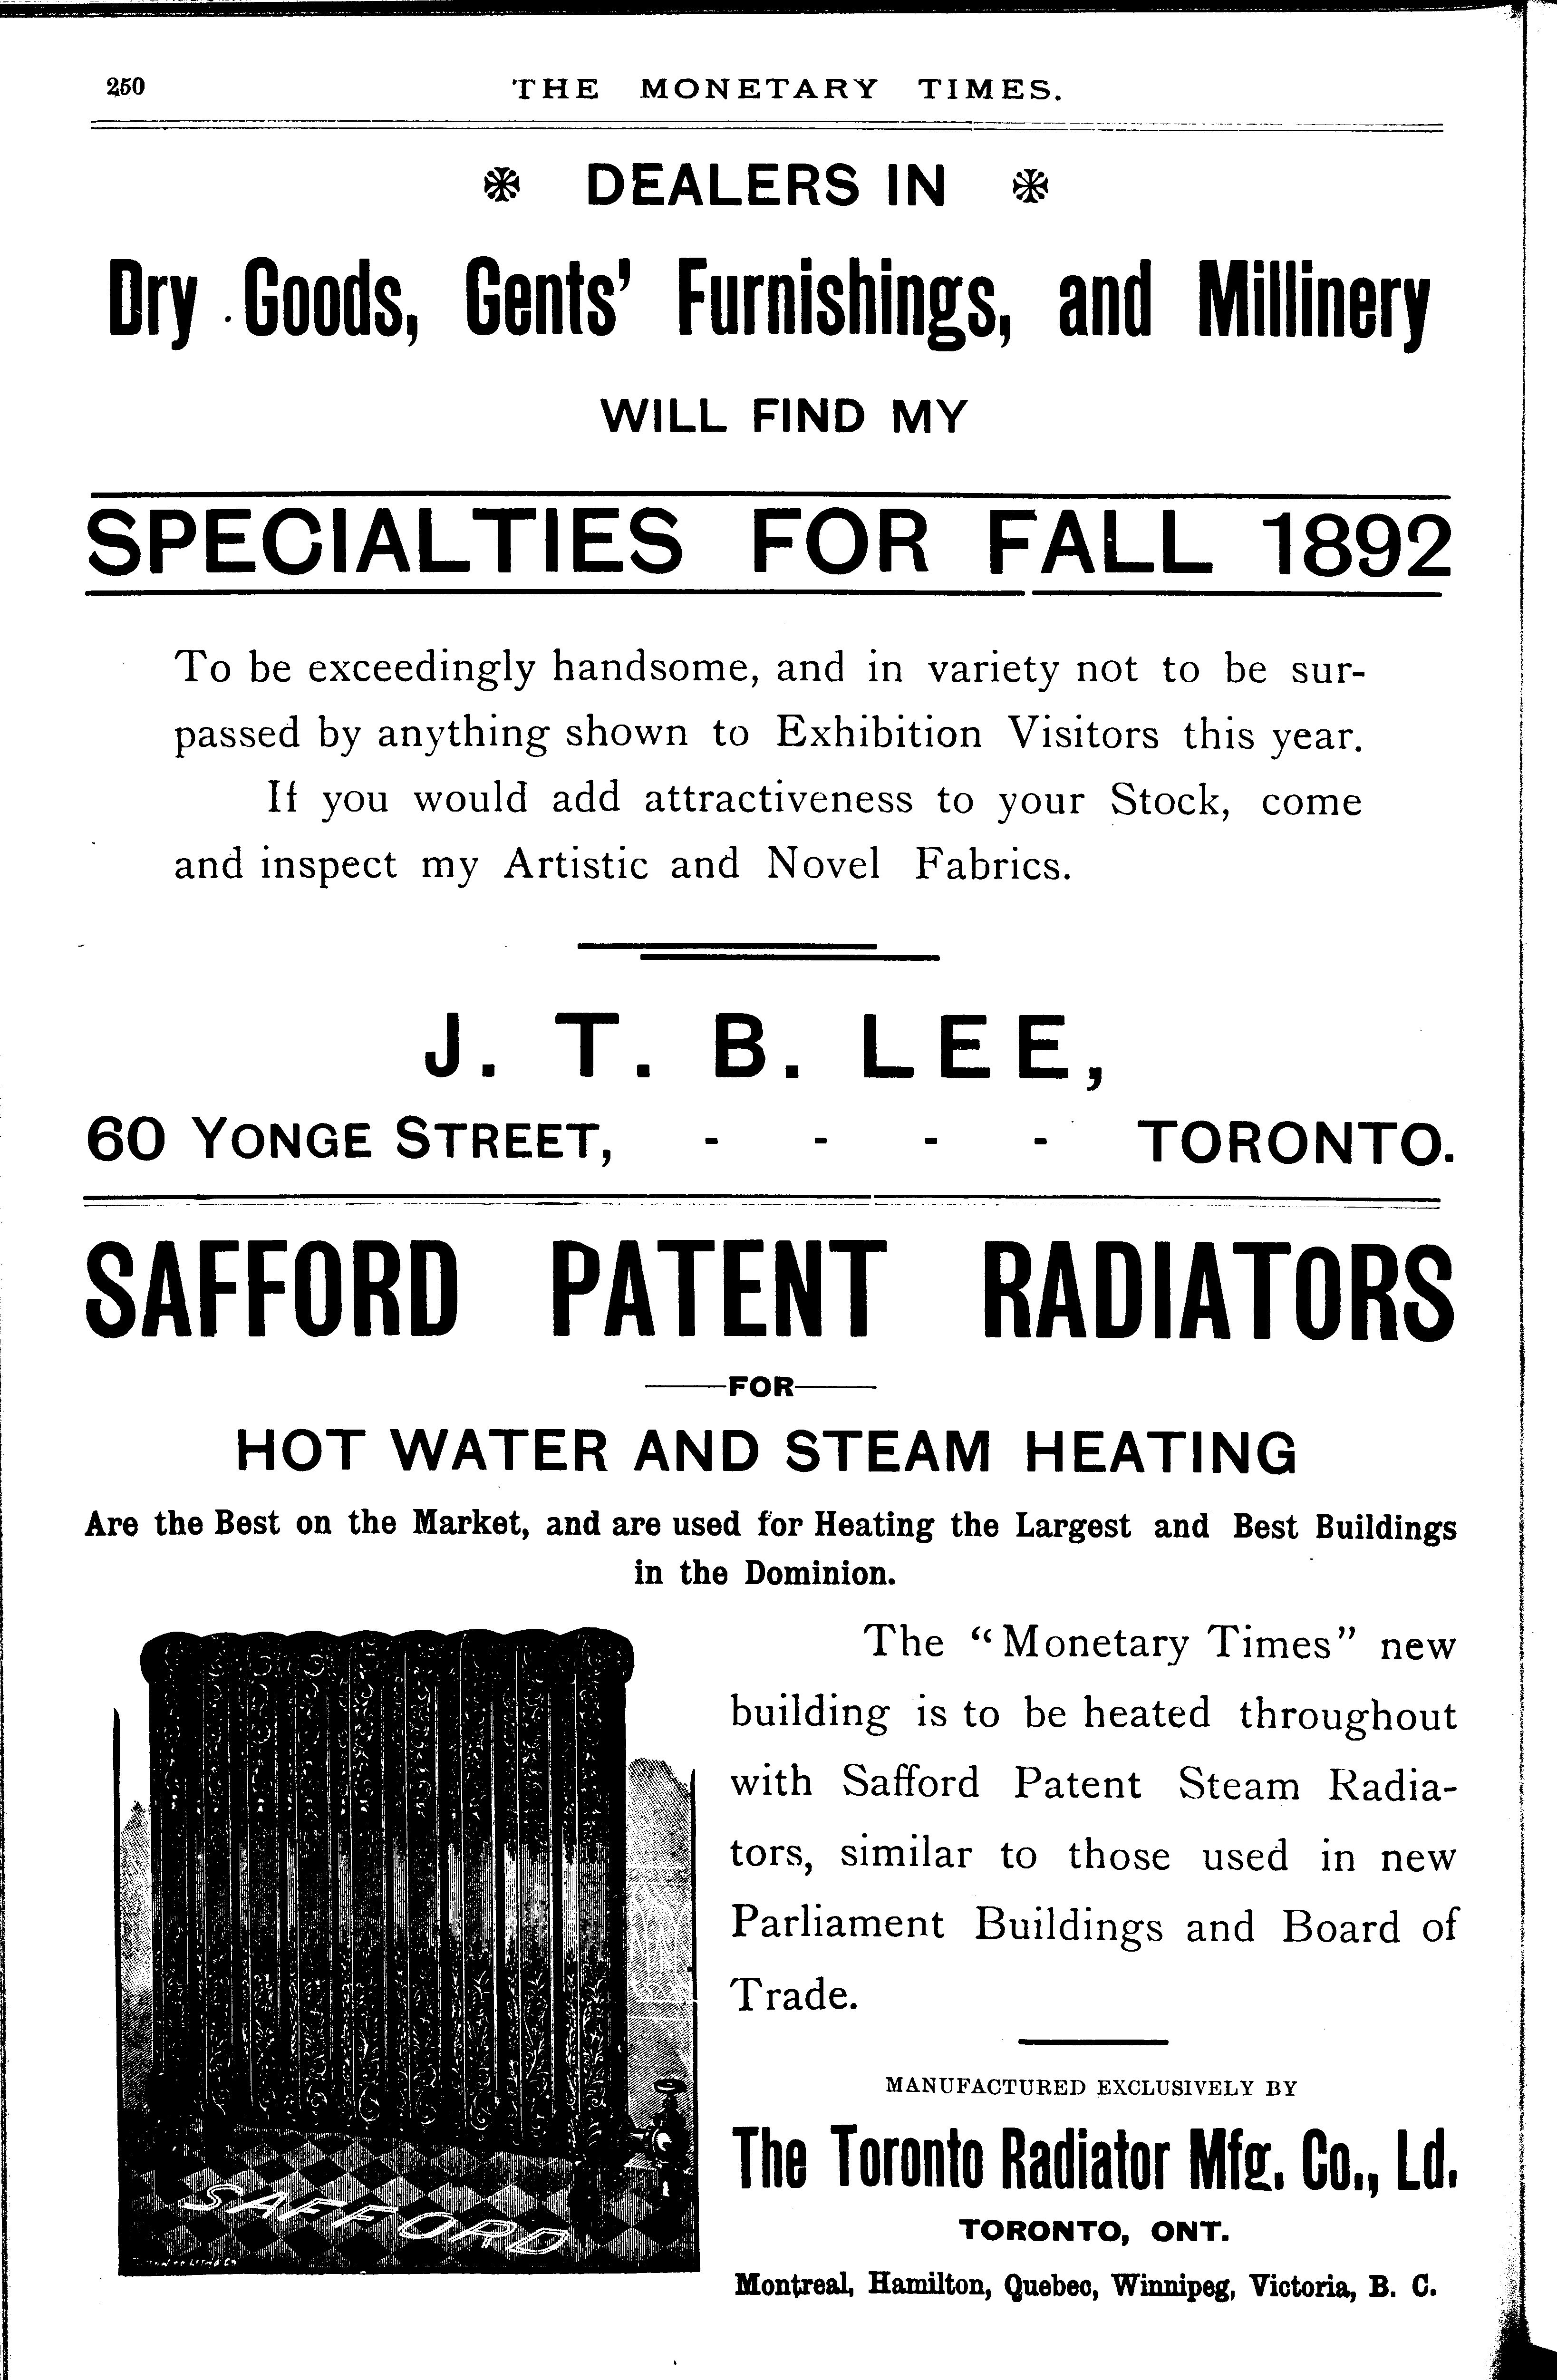 250 THE MONETARY TIMES.
DEALERS IN
Dry Goods, Gents' Furnishings, and Millinery
WILL FIND MY
SPECIALTIES FOR FALL 1892
To be exceedingly handsome, and in variety not to be sur-
passed by anything shown to Exhibition Visitors this year.
If you would add attractiveness to your Stock, come
and inspect my Artistic and Novel Fabrics.
J. T. B. LEE,
60 YONGE STREET, - - - - TORONTO.
SAFFORD PATENT RADIATORS
FOR
HOT WATER AND STEAM HEATING
Are the Best on the Market, and are used for Heating the Largest and Best Buildings
in the Dominion.
The “Monetary Times” new
building is to be heated throughout
with Safford Patent Steam Radia-
tors, similar to those used in new
Parliament Buildings and Board of
Trade.
MANUFACTURED EXCLUSIVELY BY
The Toronto Radiator Mfg. Co., Ld.
TORONTO, ONT.
Montreal, Hamilton, Quebec, Winnipeg, Victoria, B. C.
SAFFORD